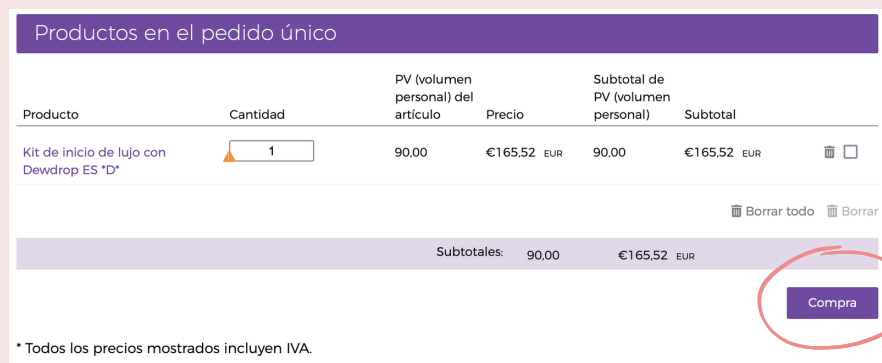 Productos en el pedido único
Producto Cantidad PV (volumen personal) del artículo Precio Subtotal de PV (volumen personal) Subtotal
Kit de inicio de lujo con 1 90,00 €165,52 EUR 90,00 €165,52 EUR
Dewdrop ES *D*
Borrar todo Borrar
Subtotales: 90,00 €165,52 EUR
Compra
* Todos los precios mostrados incluyen IVA.